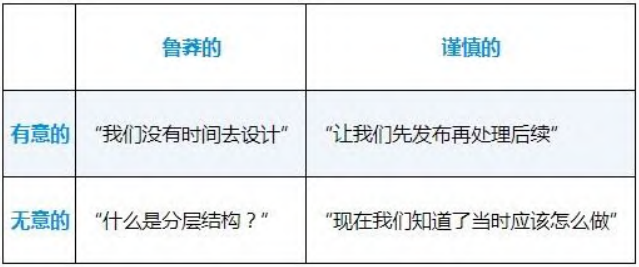 鲁莽的 谨慎的
有意的 “我们没有时间去设计” “让我们先发布再处理后续”
无意的 “什么是分层结构？” “现在我们知道了当时应该怎么做”